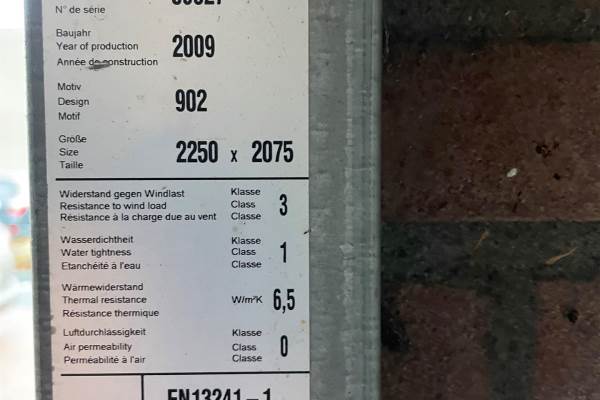 N° de série
Baujahr
Year of production 2009
Année de construction
Motiv
Design 902
Motif
Größe
Size 2250 x 2075
Taille
Widerstand gegen Windlast Klasse
Resistance to wind load Class 3
Résistance à la charge due au vent Classe
Wasserdichtheit Klasse
Water tightness Class 1
Etanchéité à l'eau Classe
Wärmewiderstand
Thermal resistance W/m²K 6,5
Résistance thermique
Luftdurchlässigkeit Klasse
Air permeability Class 0
Perméabilité à l'air Classe
EN13241–1